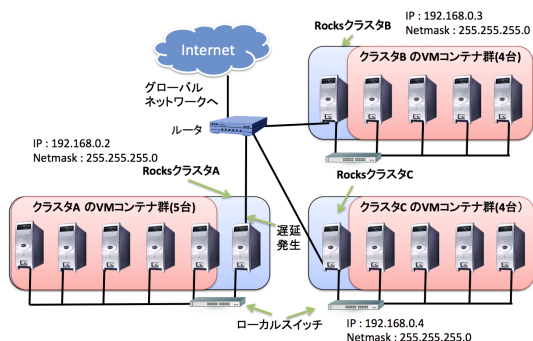 RocksクラスタB
IP : 192.168.0.3
Netmask : 255.255.255.0
Internet
クラスタB のVMコンテナ群(4台)
グローバル
ネットワークへ
ルータ
IP : 192.168.0.2
Netmask : 255.255.255.0
RocksクラスタA
RocksクラスタC
クラスタA のVMコンテナ群(5台)
遅延
発生
クラスタC のVMコンテナ群(4台)
ローカルスイッチ
IP : 192.168.0.4
Netmask : 255.255.255.0